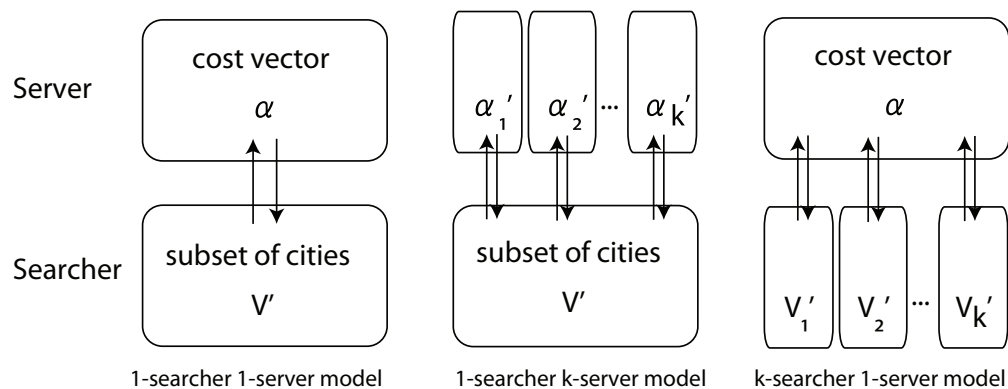 Server
cost vector
α
α₁′ α₂′ ... αk′
cost vector
α
Searcher
subset of cities
V'
subset of cities
V'
V₁′ V₂′ ... Vk′
1-searcher 1-server model
1-searcher k-server model
k-searcher 1-server model